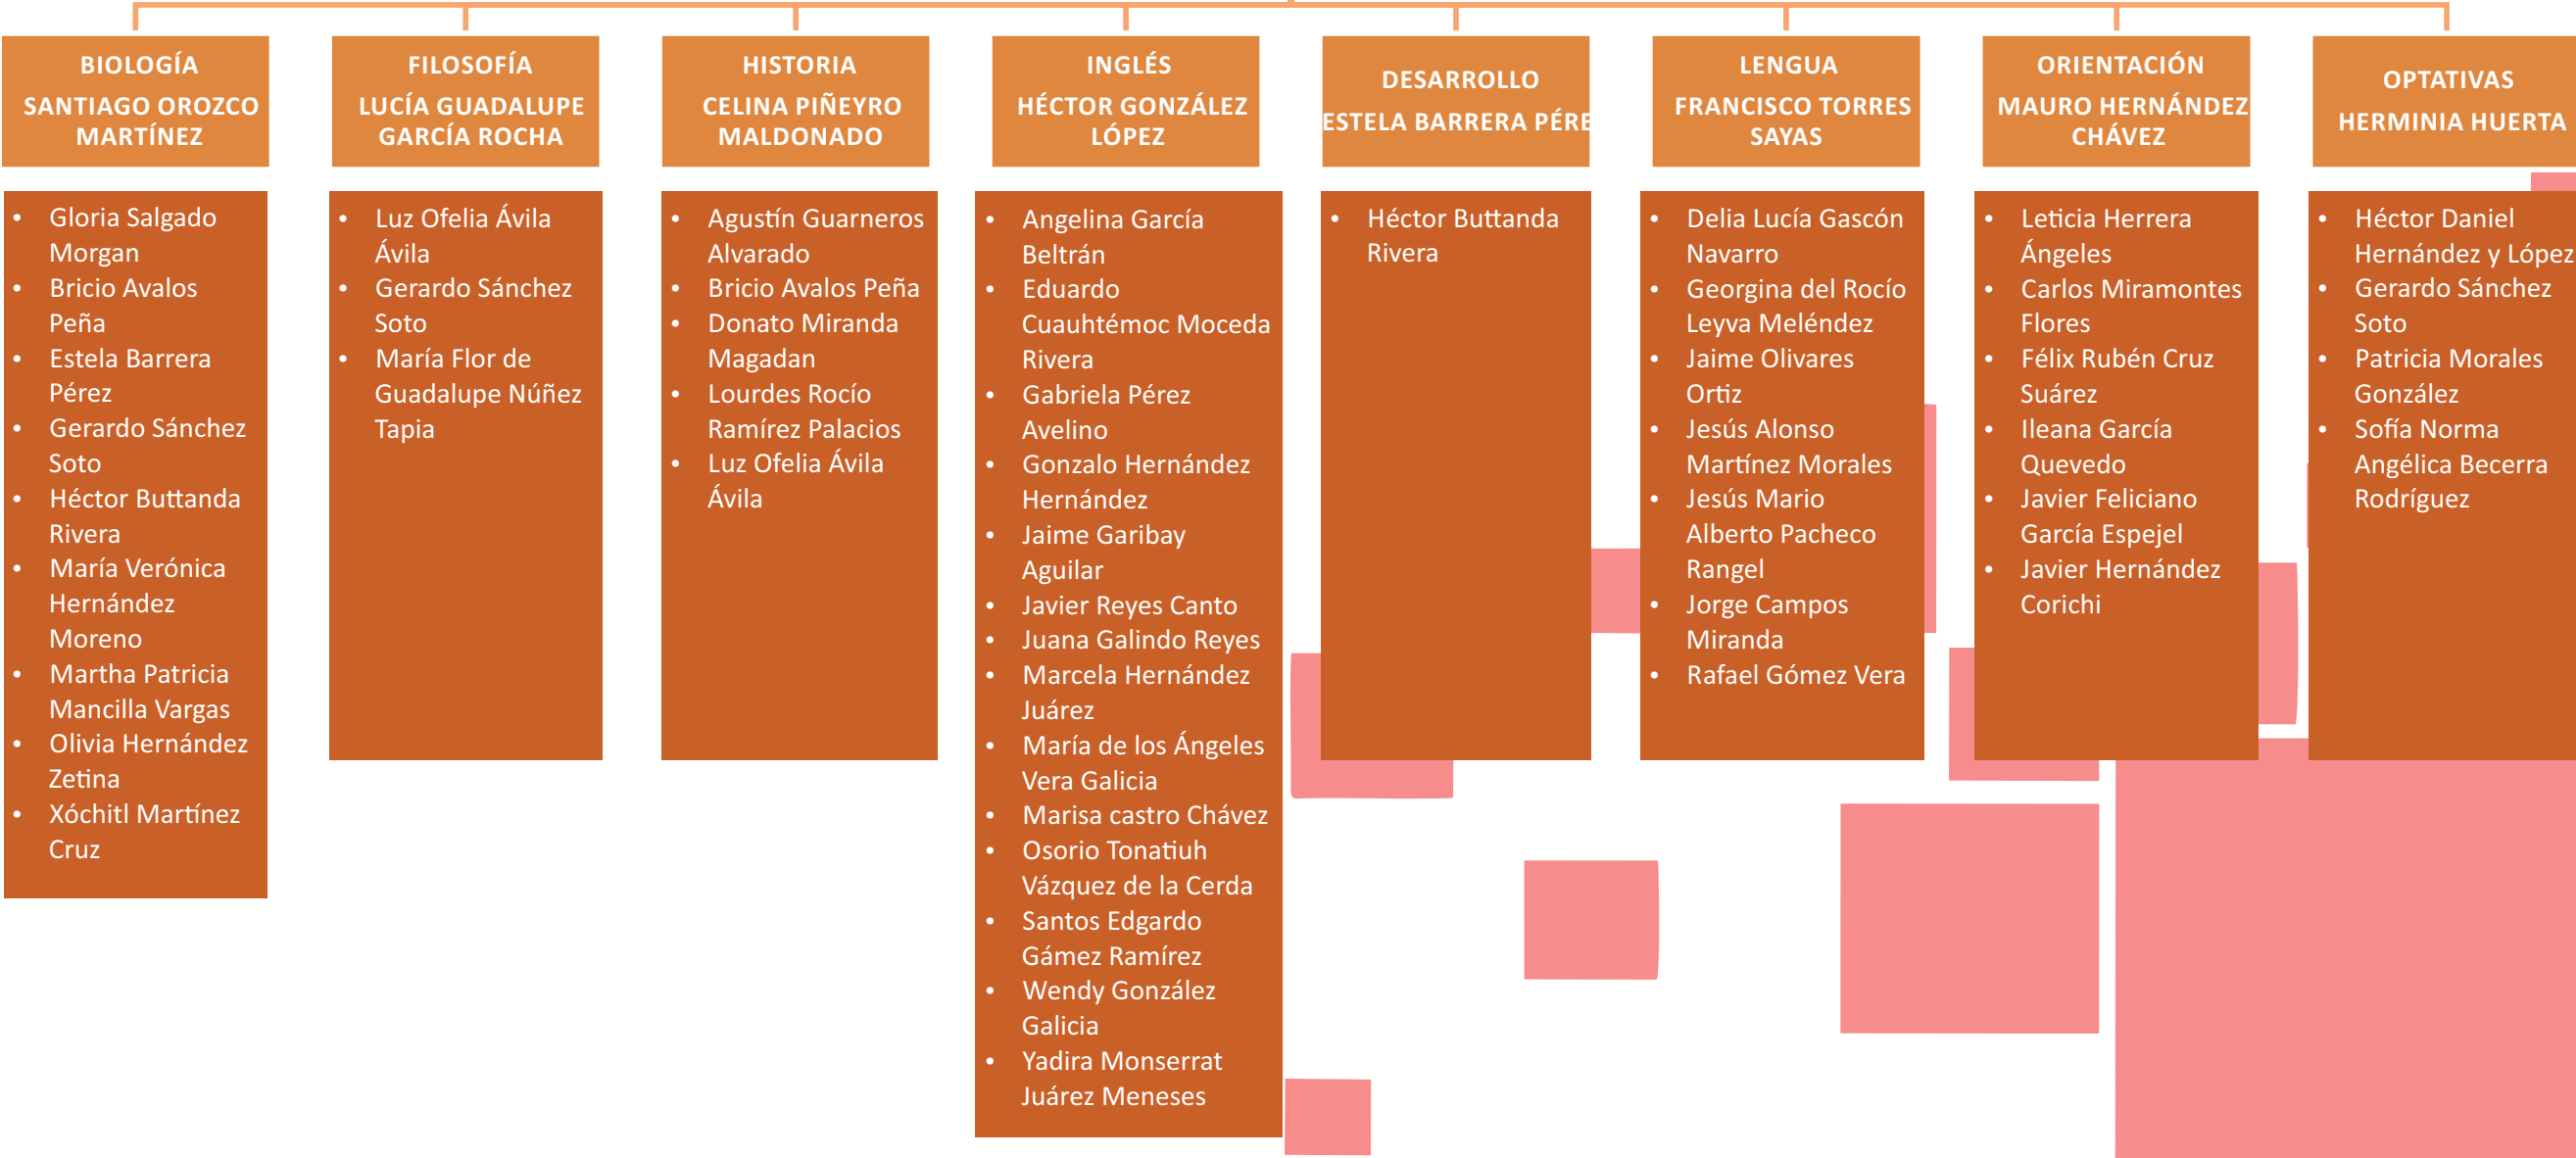 BIOLOGÍA
SANTIAGO OROZCO
MARTÍNEZ
• Gloria Salgado
Morgan
• Bricio Avalos
Peña
• Estela Barrera
Pérez
• Gerardo Sánchez
Soto
• Héctor Buttanda
Rivera
• María Verónica
Hernández
Moreno
• Martha Patricia
Mancilla Vargas
• Olivia Hernández
Zetina
• Xóchitl Martínez
Cruz
FILOSOFÍA
LUCÍA GUADALUPE
GARCÍA ROCHA
• Luz Ofelia Ávila
Ávila
• Gerardo Sánchez
Soto
• María Flor de
Guadalupe Núñez
Tapia
HISTORIA
CELINA PIÑEYRO
MALDONADO
• Agustín Guarneros
Alvarado
• Bricio Avalos Peña
• Donato Miranda
Magadan
• Lourdes Rocío
Ramírez Palacios
• Luz Ofelia Ávila
Ávila
INGLÉS
HÉCTOR GONZÁLEZ
LÓPEZ
• Angelina García
Beltrán
• Eduardo
Cuauhtémoc Moceda
Rivera
• Gabriela Pérez
Avelino
• Gonzalo Hernández
Hernández
• Jaime Garibay
Aguilar
• Javier Reyes Canto
• Juana Galindo Reyes
• Marcela Hernández
Juárez
• María de los Ángeles
Vera Galicia
• Marisa castro Chávez
• Osorio Tonatiuh
Vázquez de la Cerda
• Santos Edgardo
Gámez Ramírez
• Wendy González
Galicia
• Yadira Monserrat
Juárez Meneses
DESARROLLO
ESTELA BARRERA PÉRE
• Héctor Buttanda
Rivera
LENGUA
FRANCISCO TORRES
SAYAS
• Delia Lucía Gascón
Navarro
• Georgina del Rocío
Leyva Meléndez
• Jaime Olivares
Ortiz
• Jesús Alonso
Martínez Morales
• Jesús Mario
Alberto Pacheco
Rangel
• Jorge Campos
Miranda
• Rafael Gómez Vera
ORIENTACIÓN
MAURO HERNÁNDEZ
CHÁVEZ
• Leticia Herrera
Ángeles
• Carlos Miramontes
Flores
• Félix Rubén Cruz
Suárez
• Ileana García
Quevedo
• Javier Feliciano
García Espejel
• Javier Hernández
Corichi
OPTATIVAS
HERMINIA HUERTA
• Héctor Daniel
Hernández y López
• Gerardo Sánchez
Soto
• Patricia Morales
González
• Sofía Norma
Angélica Becerra
Rodríguez